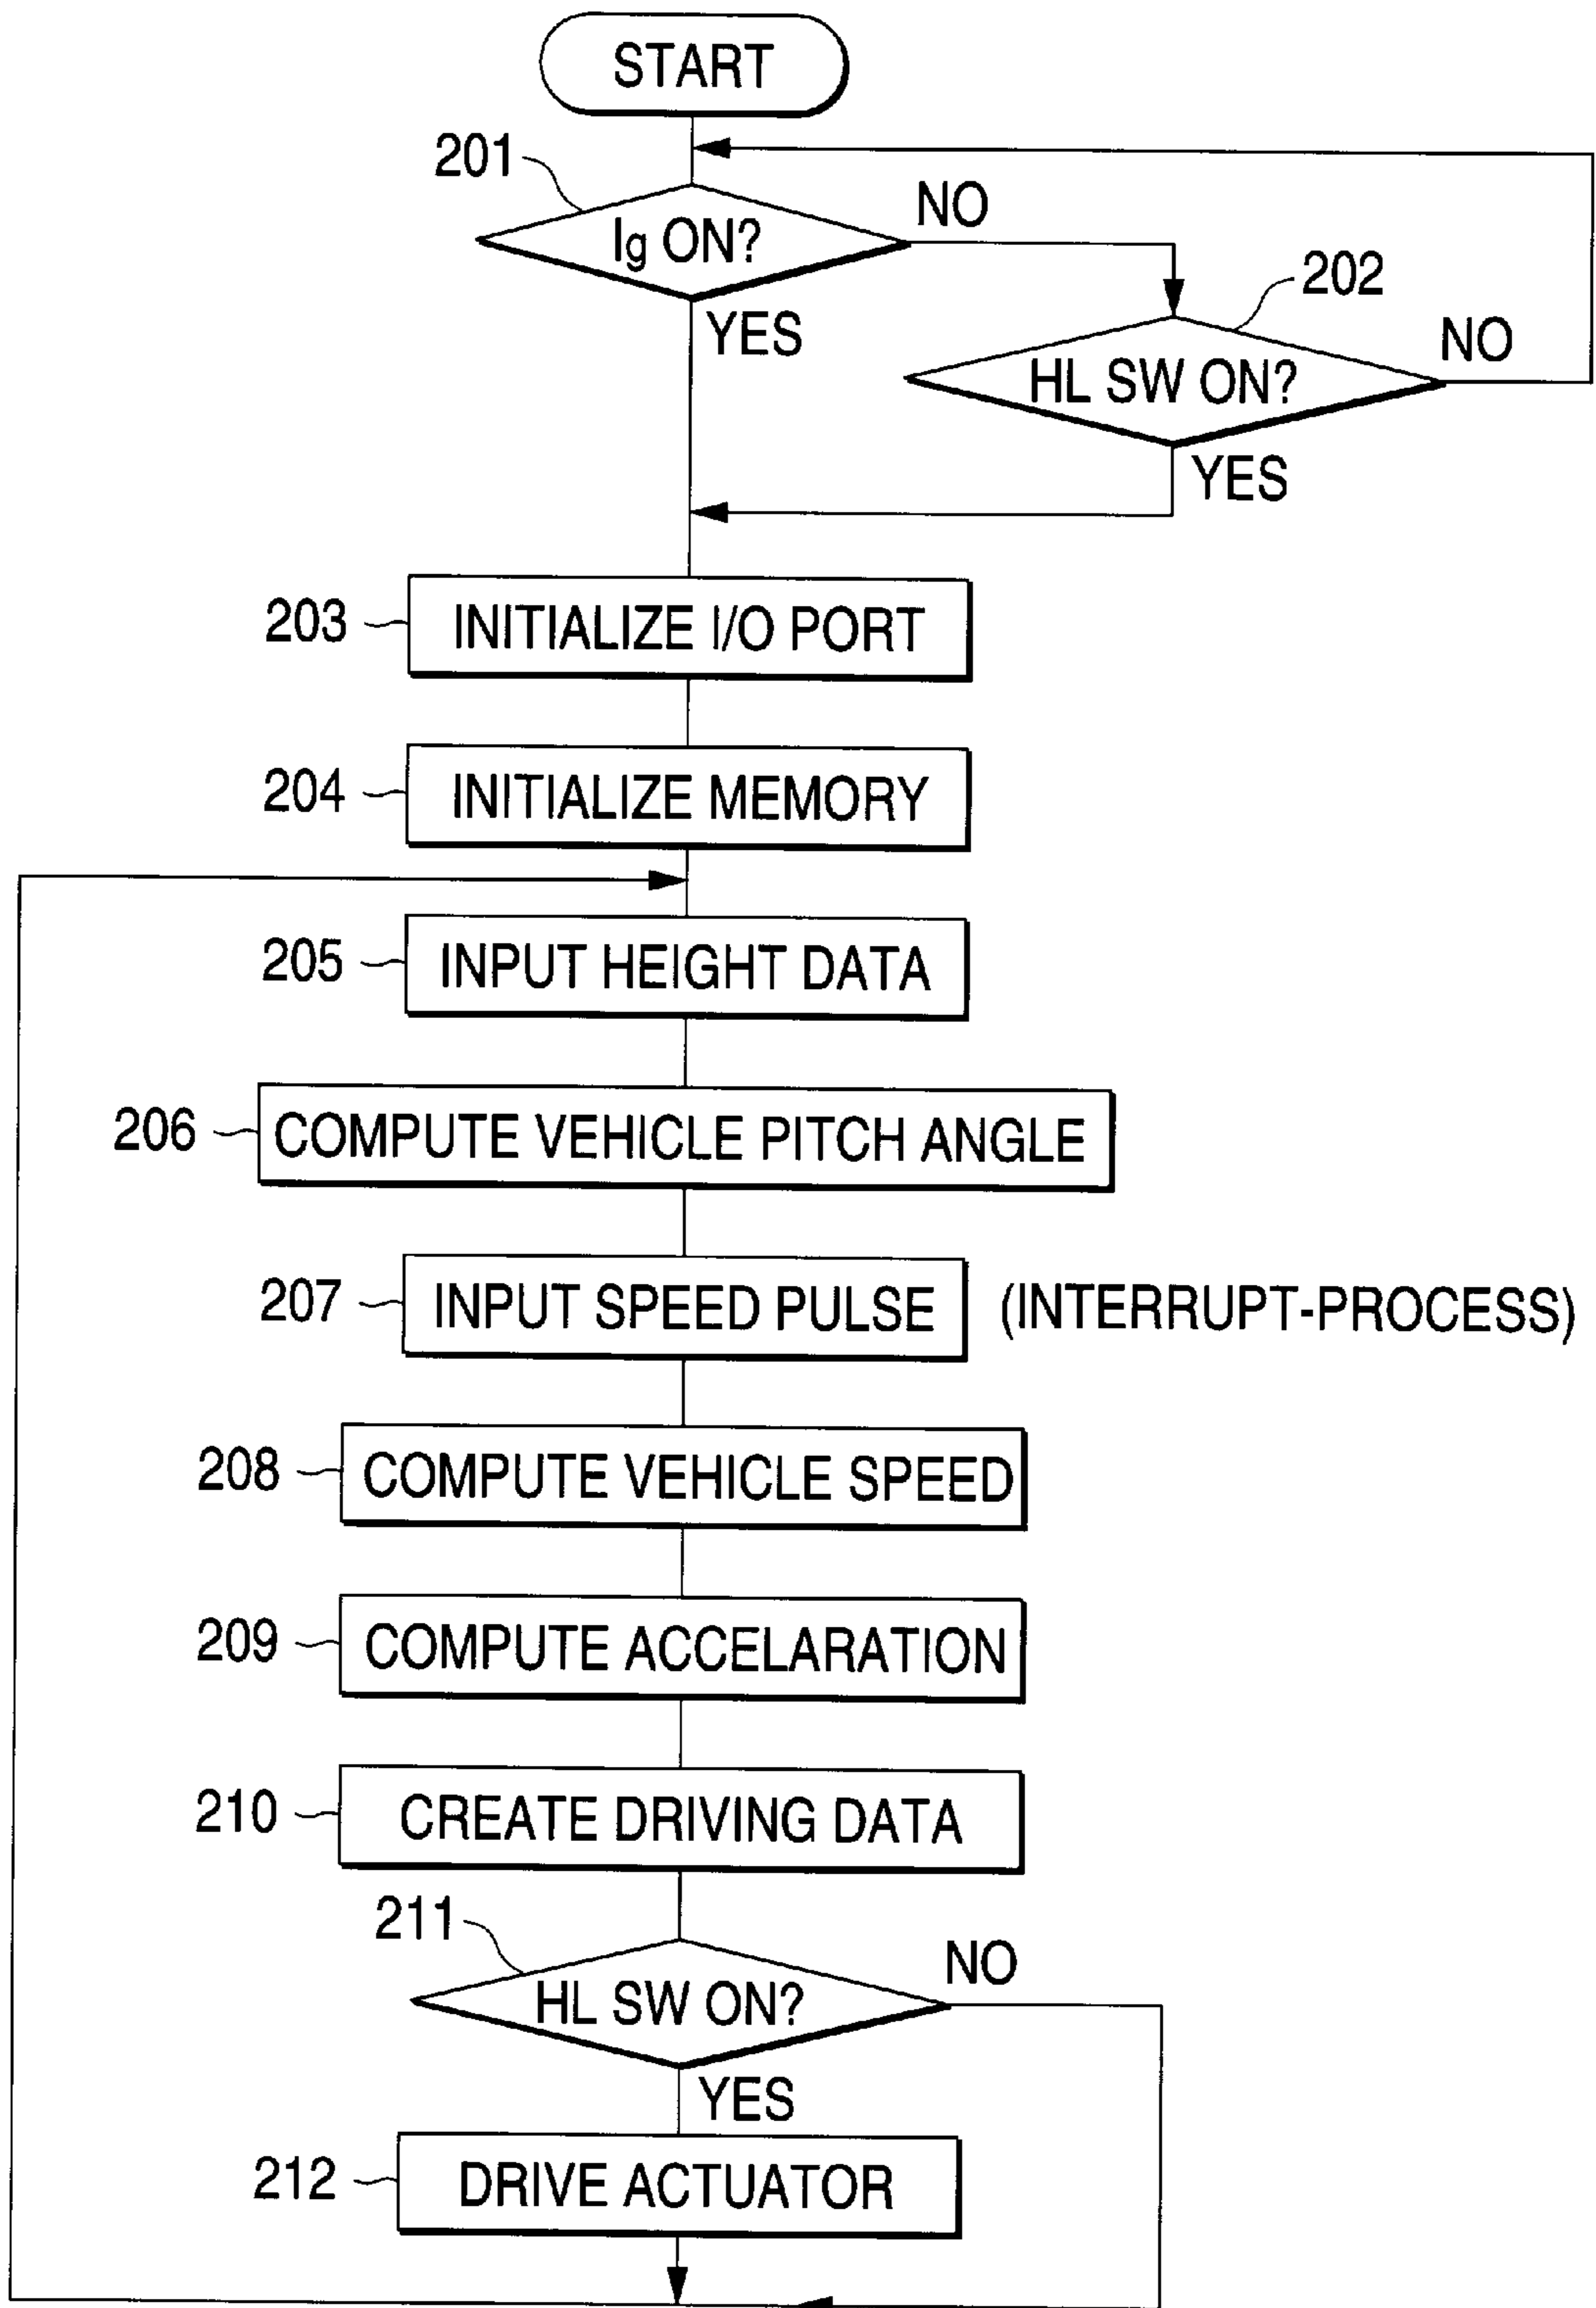 START
201
Ig ON?
NO
202
YES
HL SW ON?
NO
YES
203
INITIALIZE I/O PORT
204
INITIALIZE MEMORY
205
INPUT HEIGHT DATA
206
COMPUTE VEHICLE PITCH ANGLE
207
INPUT SPEED PULSE
(INTERRUPT-PROCESS)
208
COMPUTE VEHICLE SPEED
209
COMPUTE ACCELARATION
210
CREATE DRIVING DATA
211
HL SW ON?
NO
YES
212
DRIVE ACTUATOR